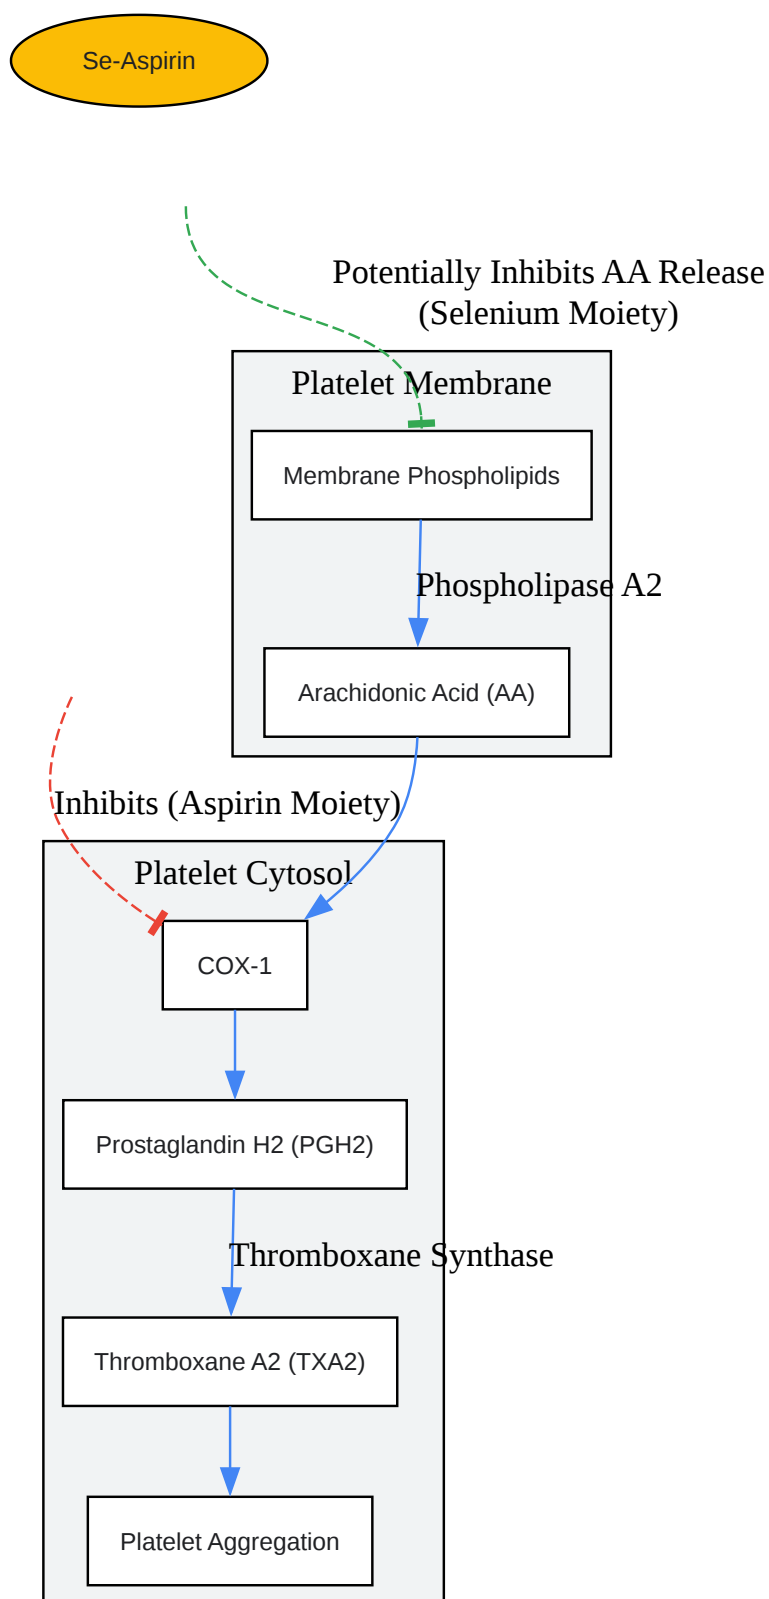 Se-Aspirin
Potentially Inhibits AA Release
(Selenium Moiety)
Platelet Membrane
Membrane Phospholipids
Phospholipase A2
Arachidonic Acid (AA)
Inhibits (Aspirin Moiety)
Platelet Cytosol
COX-1
Prostaglandin H2 (PGH2)
Thromboxane Synthase
Thromboxane A2 (TXA2)
Platelet Aggregation